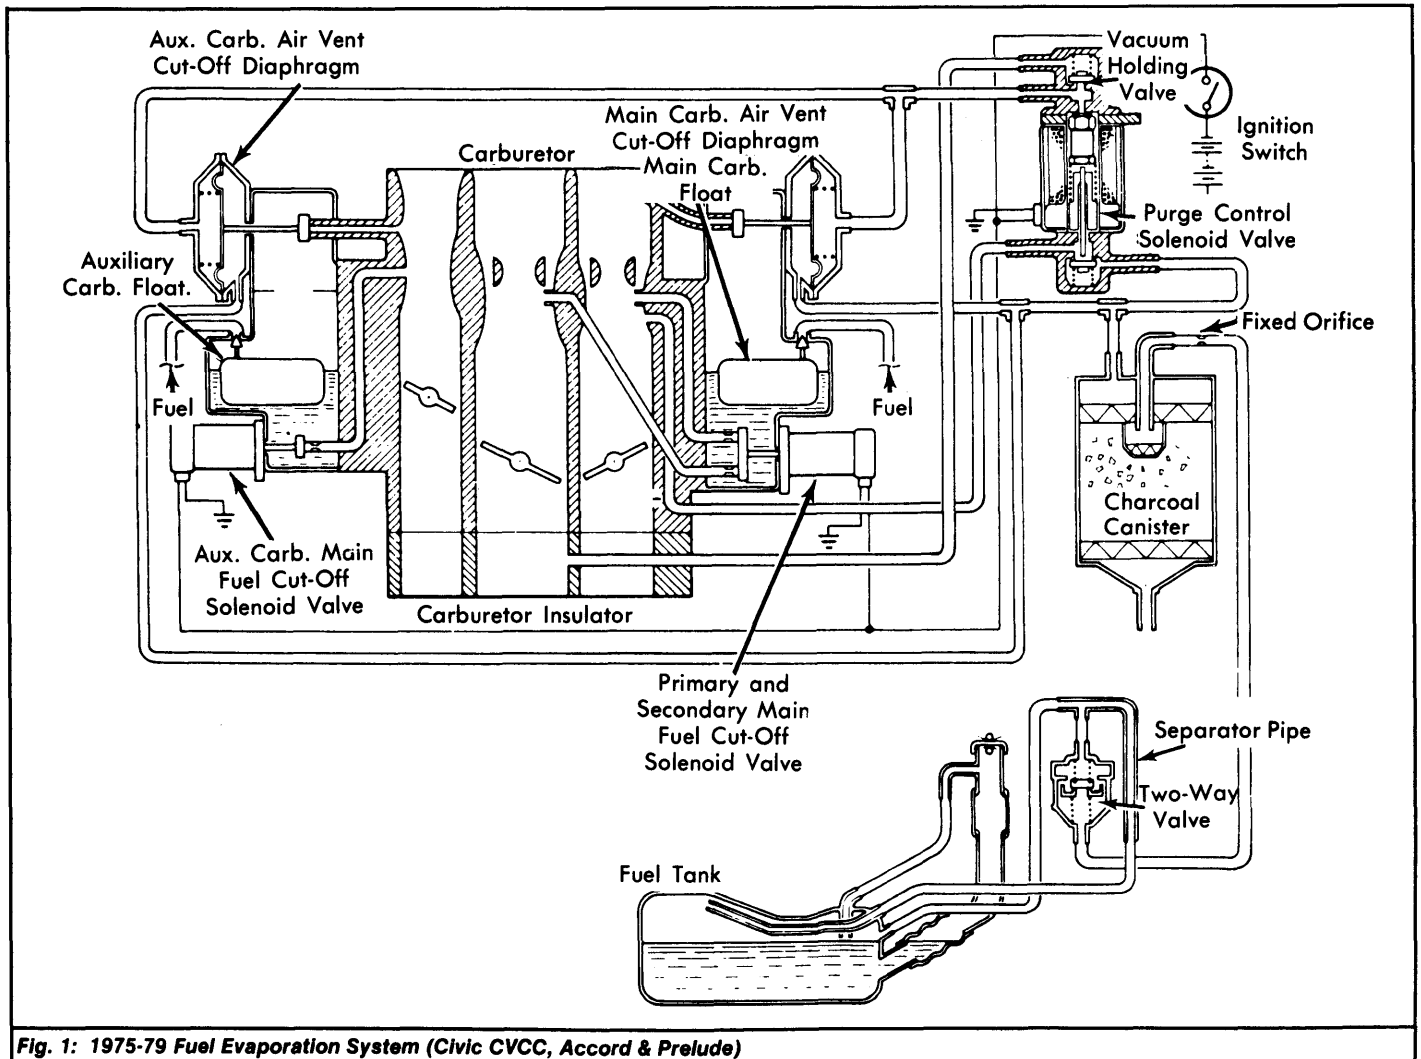 Aux. Carb. Air Vent
Cut-Off Diaphragm
Vacuum
Holding
Valve
Main Carb. Air Vent
Cut-Off Diaphragm
Main Carb.
Float
Carburetor
Ignition
Switch
Purge Control
Solenoid Valve
Auxiliary
Carb. Float.
Fixed Orifice
Fuel
Fuel
Charcoal
Canister
Aux. Carb. Main
Fuel Cut-Off
Solenoid Valve
Carburetor Insulator
Primary and
Secondary Main
Fuel Cut-Off
Solenoid Valve
Separator Pipe
Two-Way
Valve
Fuel Tank
Fig. 1: 1975-79 Fuel Evaporation System (Civic CVCC, Accord & Prelude)